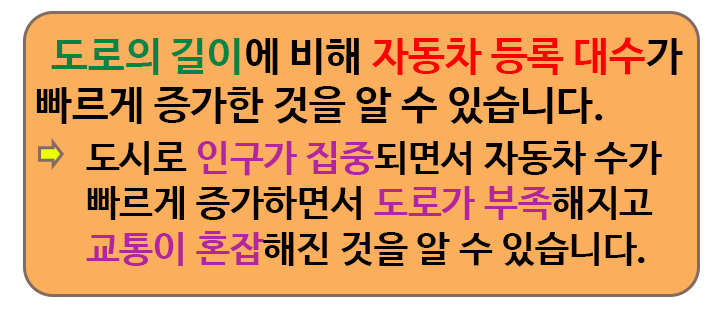 도로의 길이에 비해 자동차 등록 대수가
빠르게 증가한 것을 알 수 있습니다.
도시로 인구가 집중되면서 자동차 수가
빠르게 증가하면서 도로가 부족해지고
교통이 혼잡해진 것을 알 수 있습니다.